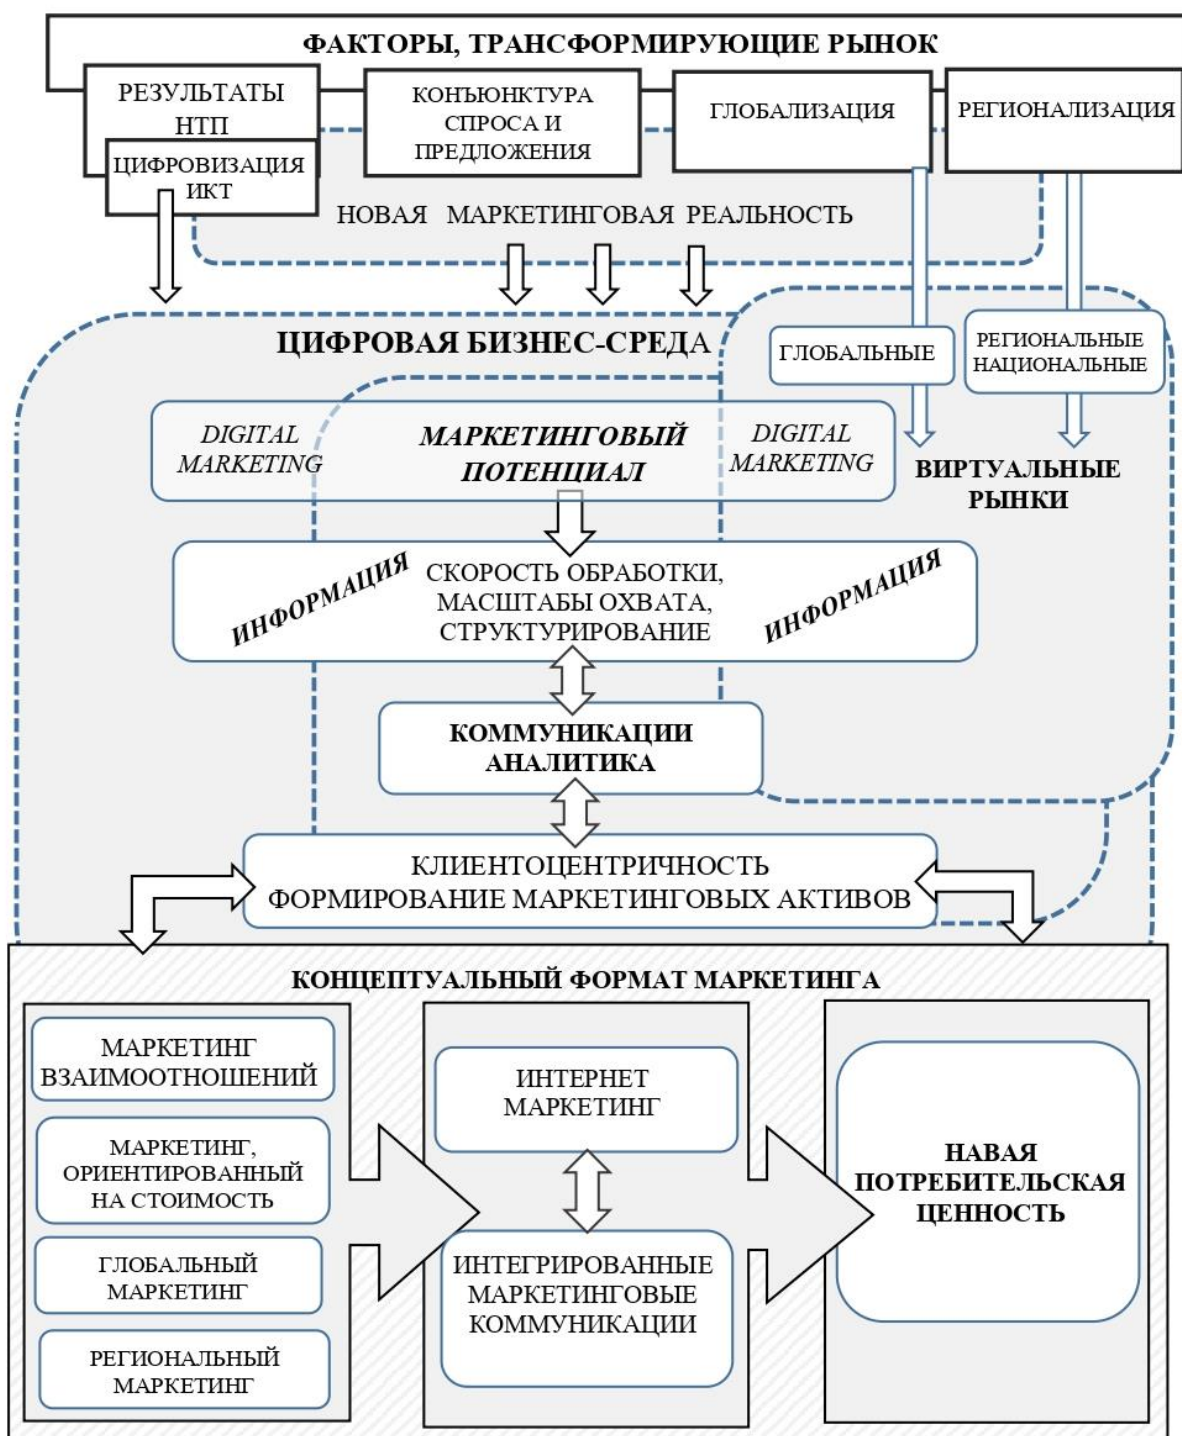 ФАКТОРЫ, ТРАНСФОРМИРУЮЩИЕ РЫНОК
РЕЗУЛЬТАТЫ
НТП
ЦИФРОВИЗАЦИЯ
ИКТ
КОНЪЮНКТУРА
СПРОСА И
ПРЕДЛОЖЕНИЯ
ГЛОБАЛИЗАЦИЯ
РЕГИОНАЛИЗАЦИЯ
НОВАЯ МАРКЕТИНГОВАЯ РЕАЛЬНОСТЬ
ЦИФРОВАЯ БИЗНЕС-СРЕДА
ГЛОБАЛЬНЫЕ
РЕГИОНАЛЬНЫЕ
НАЦИОНАЛЬНЫЕ
DIGITAL
MARKETING
МАРКЕТИНГОВЫЙ
ПОТЕНЦИАЛ
DIGITAL
MARKETING
ВИРТУАЛЬНЫЕ
РЫНКИ
ИНФОРМАЦИЯ
СКОРОСТЬ ОБРАБОТКИ,
МАСШТАБЫ ОХВАТА,
СТРУКТУРИРОВАНИЕ
ИНФОРМАЦИЯ
КОММУНИКАЦИИ
АНАЛИТИКА
КЛИЕНТОЦЕНТРИЧНОСТЬ
ФОРМИРОВАНИЕ МАРКЕТИНГОВЫХ АКТИВОВ
КОНЦЕПТУАЛЬНЫЙ ФОРМАТ МАРКЕТИНГА
МАРКЕТИНГ
ВЗАИМООТНОШЕНИЙ
МАРКЕТИНГ,
ОРИЕНТИРОВАННЫЙ
НА СТОИМОСТЬ
ГЛОБАЛЬНЫЙ
МАРКЕТИНГ
РЕГИОНАЛЬНЫЙ
МАРКЕТИНГ
ИНТЕРНЕТ
МАРКЕТИНГ
ИНТЕГРИРОВАННЫЕ
МАРКЕТИНГОВЫЕ
КОММУНИКАЦИИ
НАВАЯ
ПОТРЕБИТЕЛЬСКАЯ
ЦЕННОСТЬ